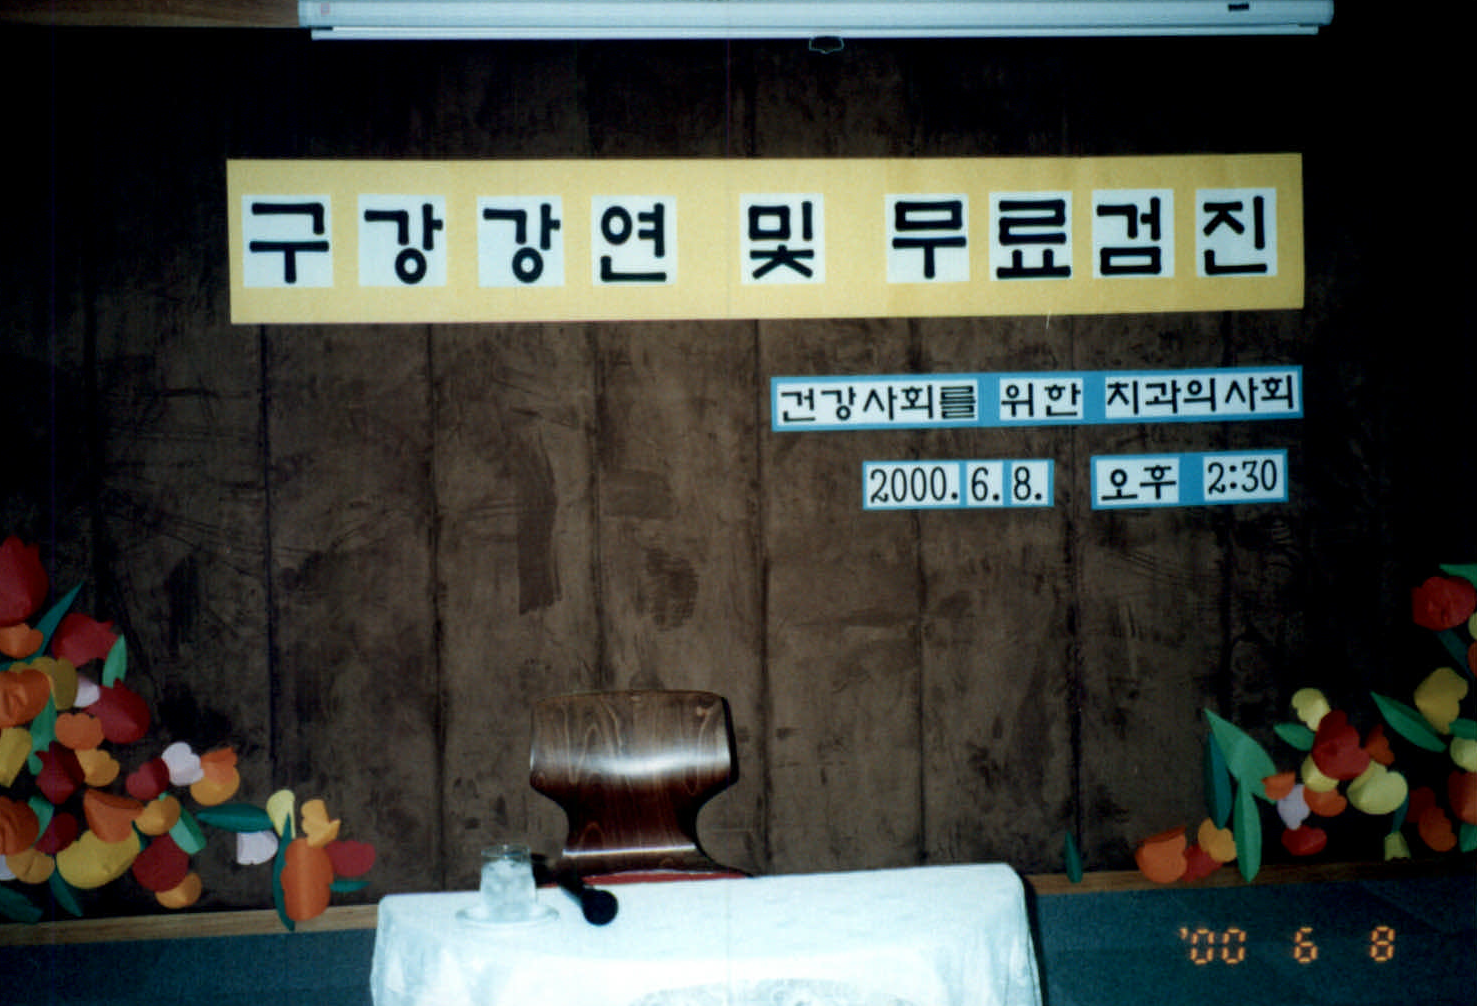 구강강연 및 무료검진
건강사회를 위한 치과의사회
2000.6.8. 오후 2:30
'00 6 8